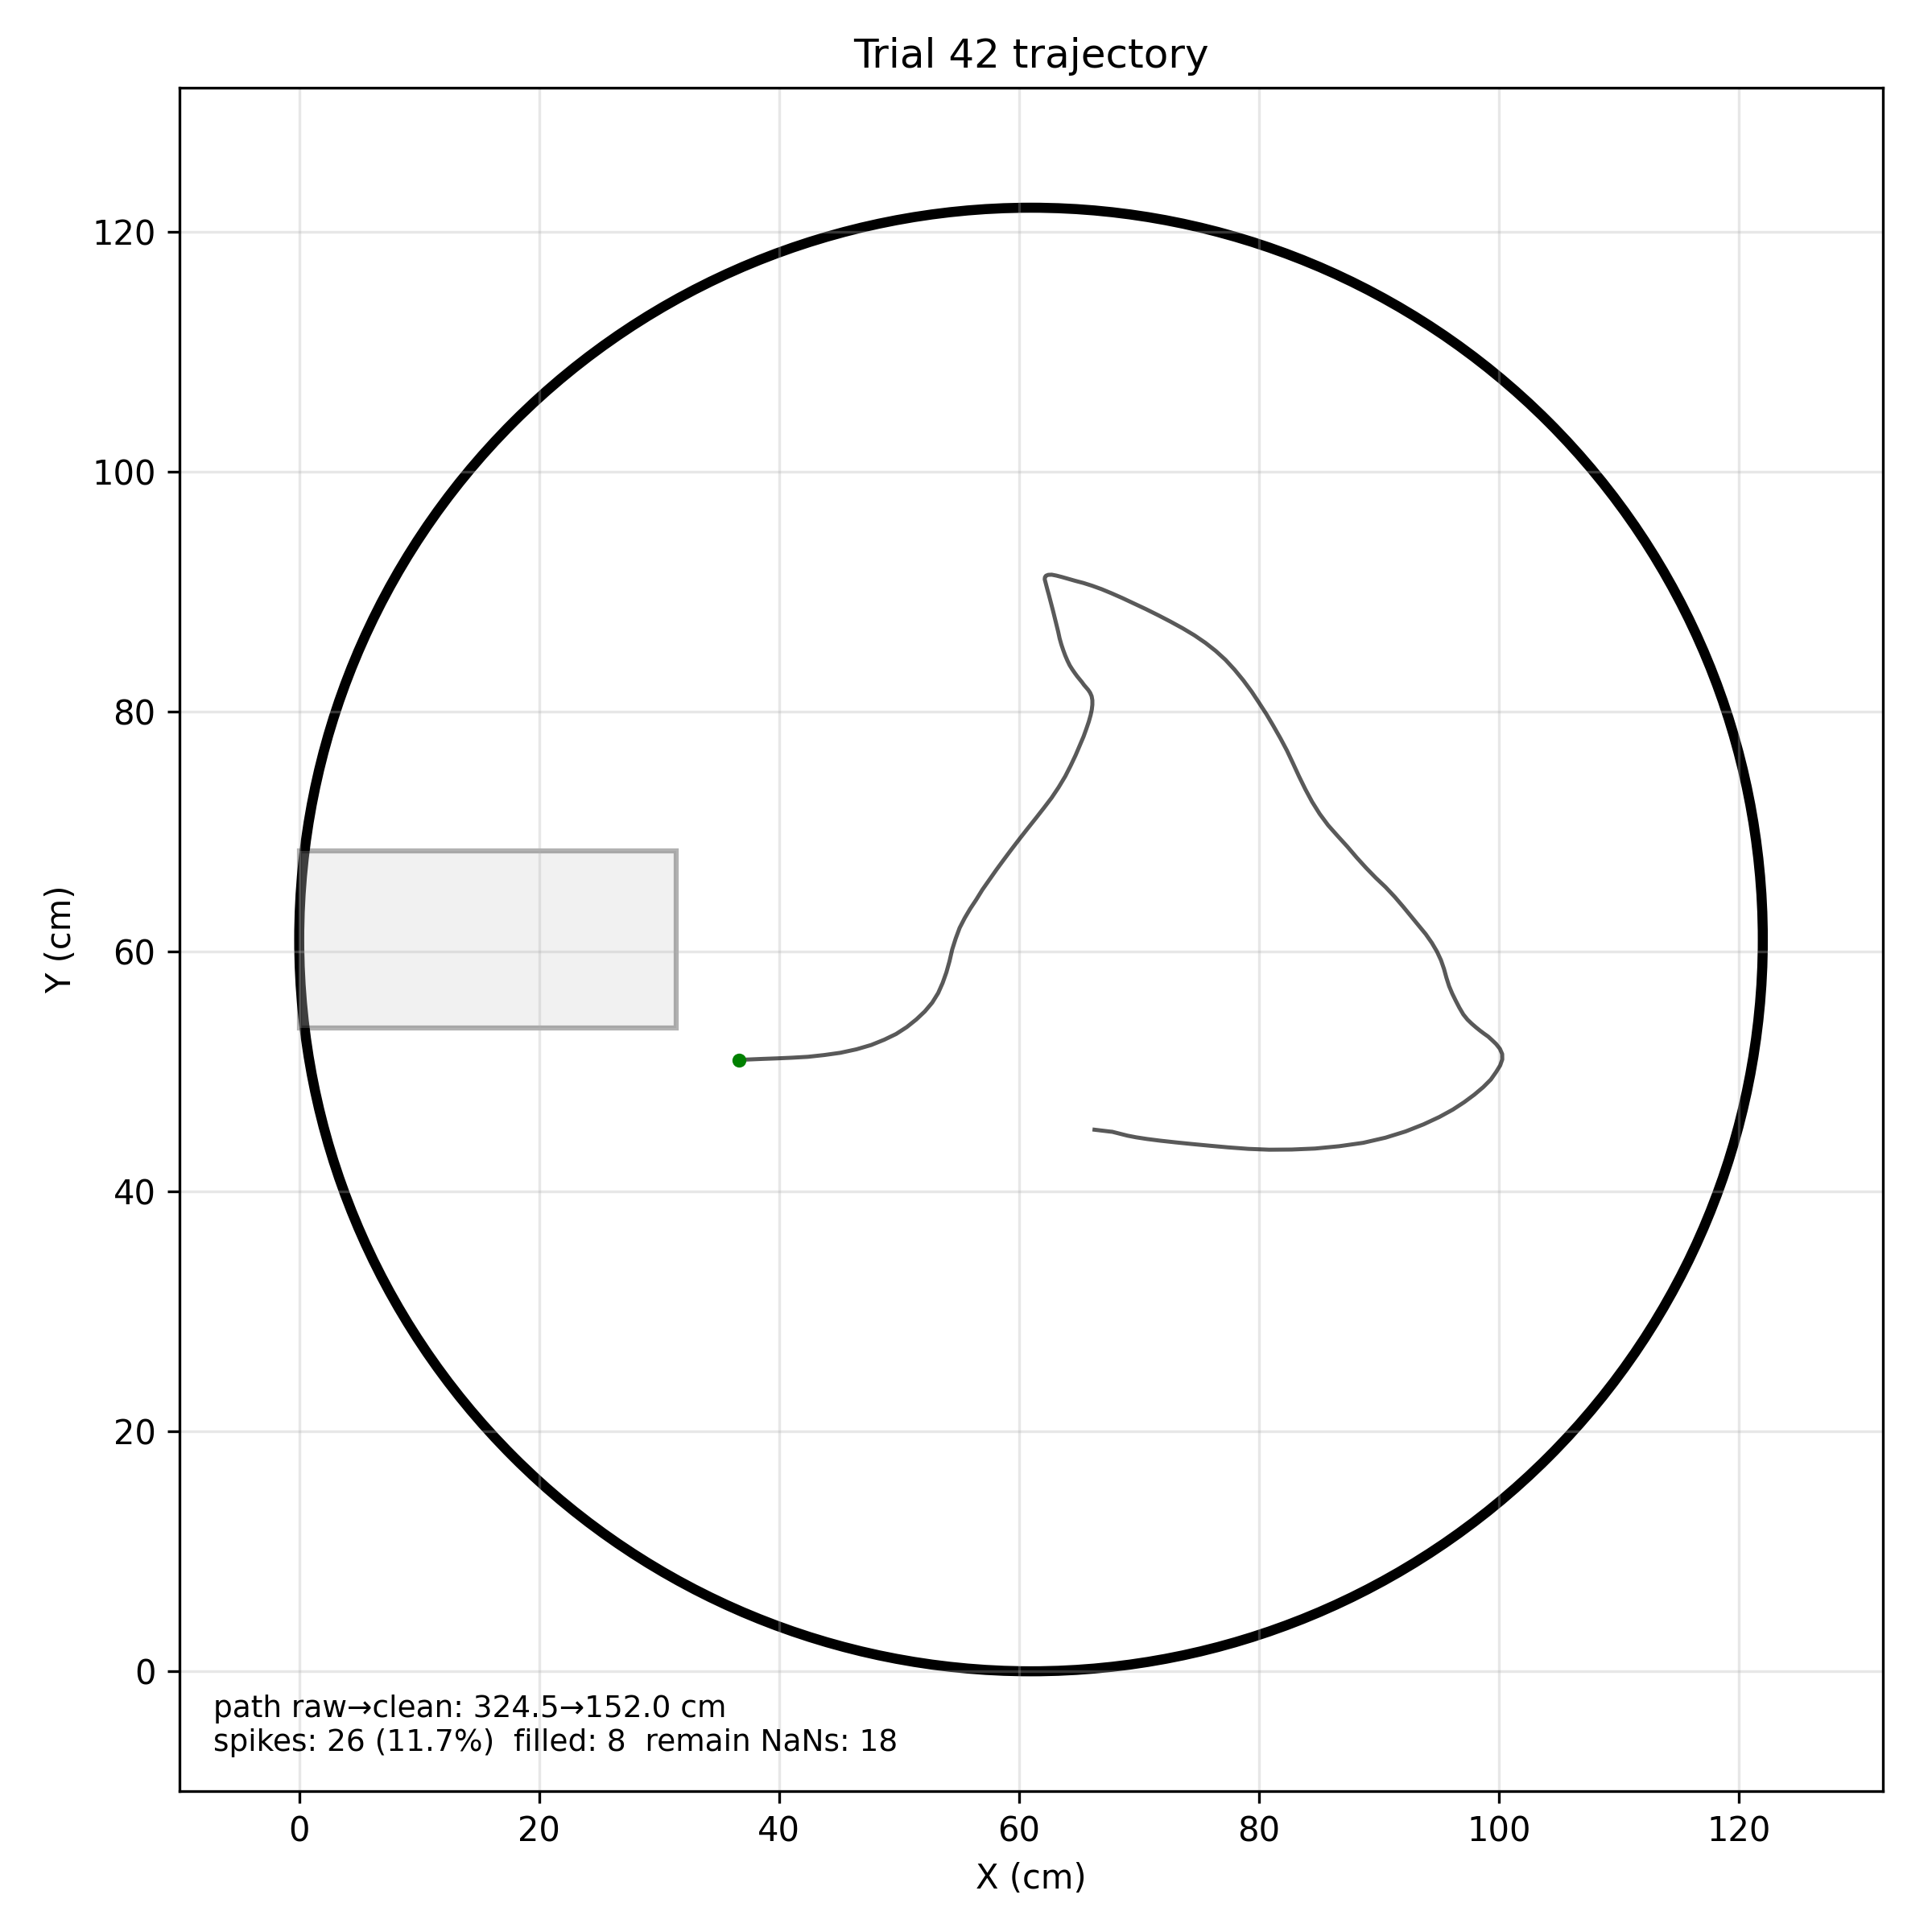 Trial 42 trajectory
120
100
80
60
40
20
0
Y (cm)
path raw→clean: 324.5→152.0 cm
spikes: 26 (11.7%)  filled: 8  remain NaNs: 18
0 20 40 60 80 100 120
X (cm)